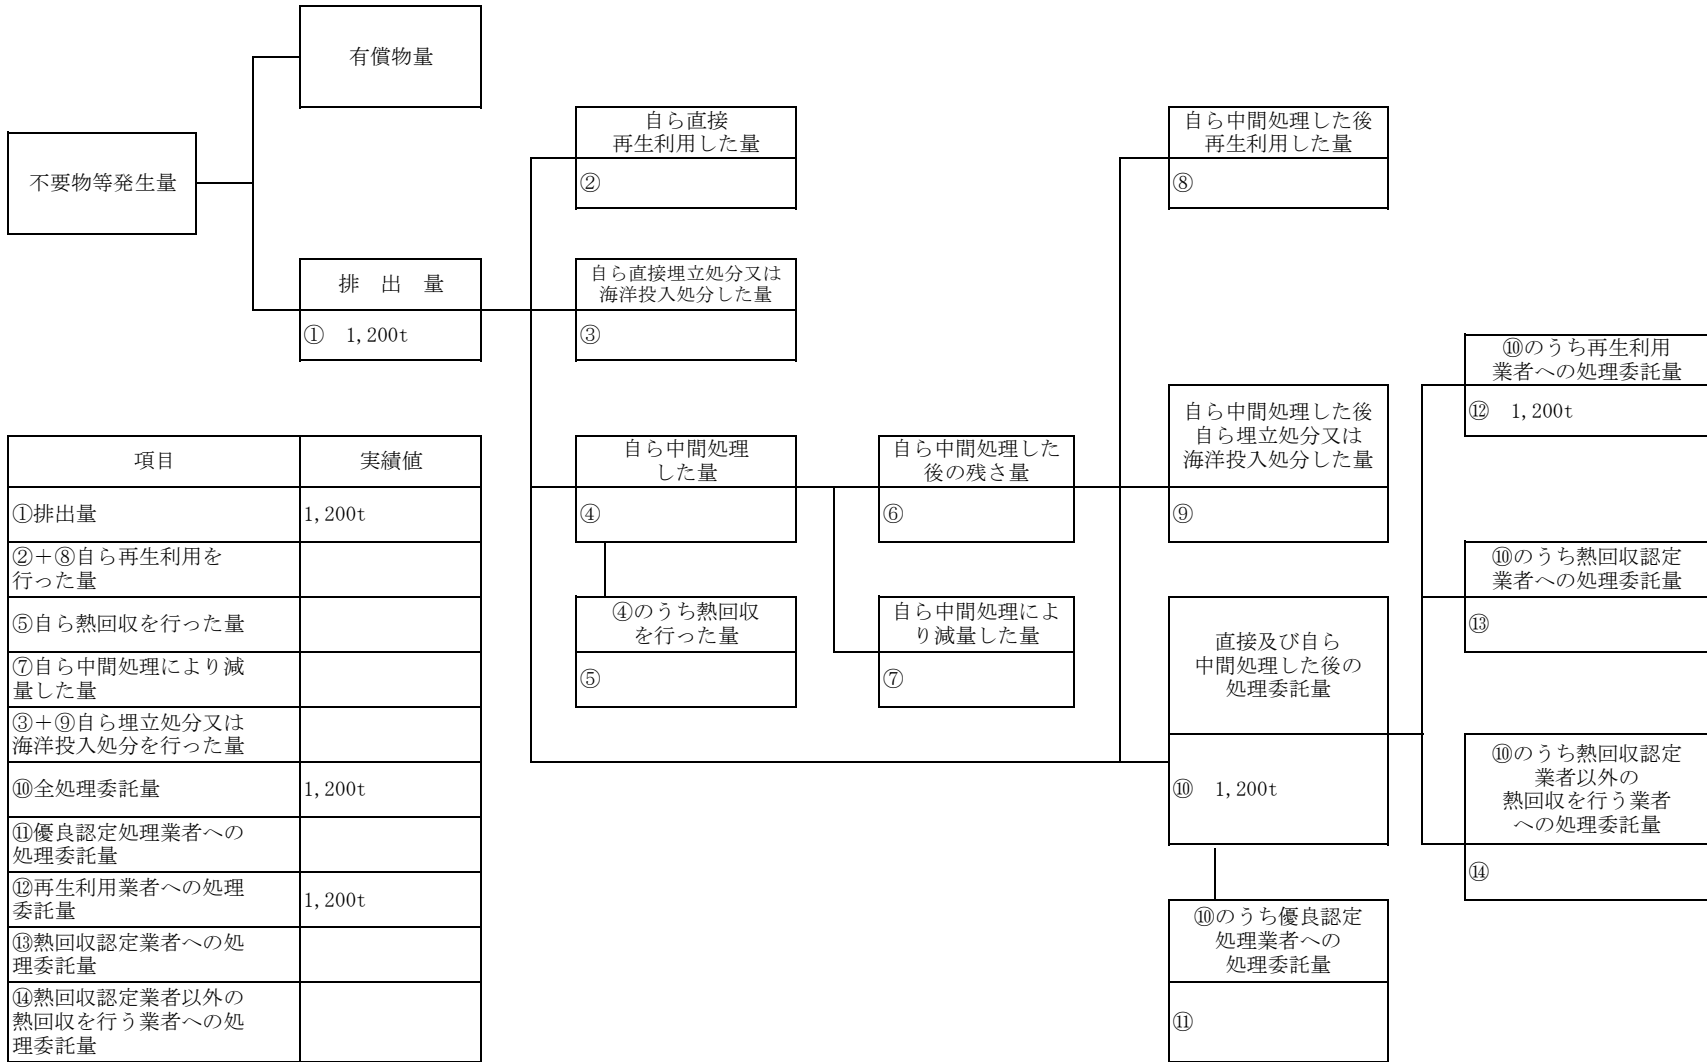 有償物量
不要物等発生量
排　出　量
①　1,200t
自ら直接
再生利用した量
②
自ら直接埋立処分又は
海洋投入処分した量
③
自ら中間処理
した量
④
④のうち熱回収
を行った量
⑤
自ら中間処理した
後の残さ量
⑥
自ら中間処理によ
り減量した量
⑦
自ら中間処理した後
再生利用した量
⑧
自ら中間処理した後
自ら埋立処分又は
海洋投入処分した量
⑨
直接及び自ら
中間処理した後の
処理委託量
⑩　1,200t
⑩のうち優良認定
処理業者への
処理委託量
⑪
⑩のうち再生利用
業者への処理委託量
⑫　1,200t
⑩のうち熱回収認定
業者への処理委託量
⑬
⑩のうち熱回収認定
業者以外の
熱回収を行う業者
への処理委託量
⑭
項目　実績値
①排出量　1,200t
②＋⑧自ら再生利用を
行った量
⑤自ら熱回収を行った量
⑦自ら中間処理により減
量した量
③＋⑨自ら埋立処分又は
海洋投入処分を行った量
⑩全処理委託量　1,200t
⑪優良認定処理業者への
処理委託量
⑫再生利用業者への処理
委託量　1,200t
⑬熱回収認定業者への処
理委託量
⑭熱回収認定業者以外の
熱回収を行う業者への処
理委託量